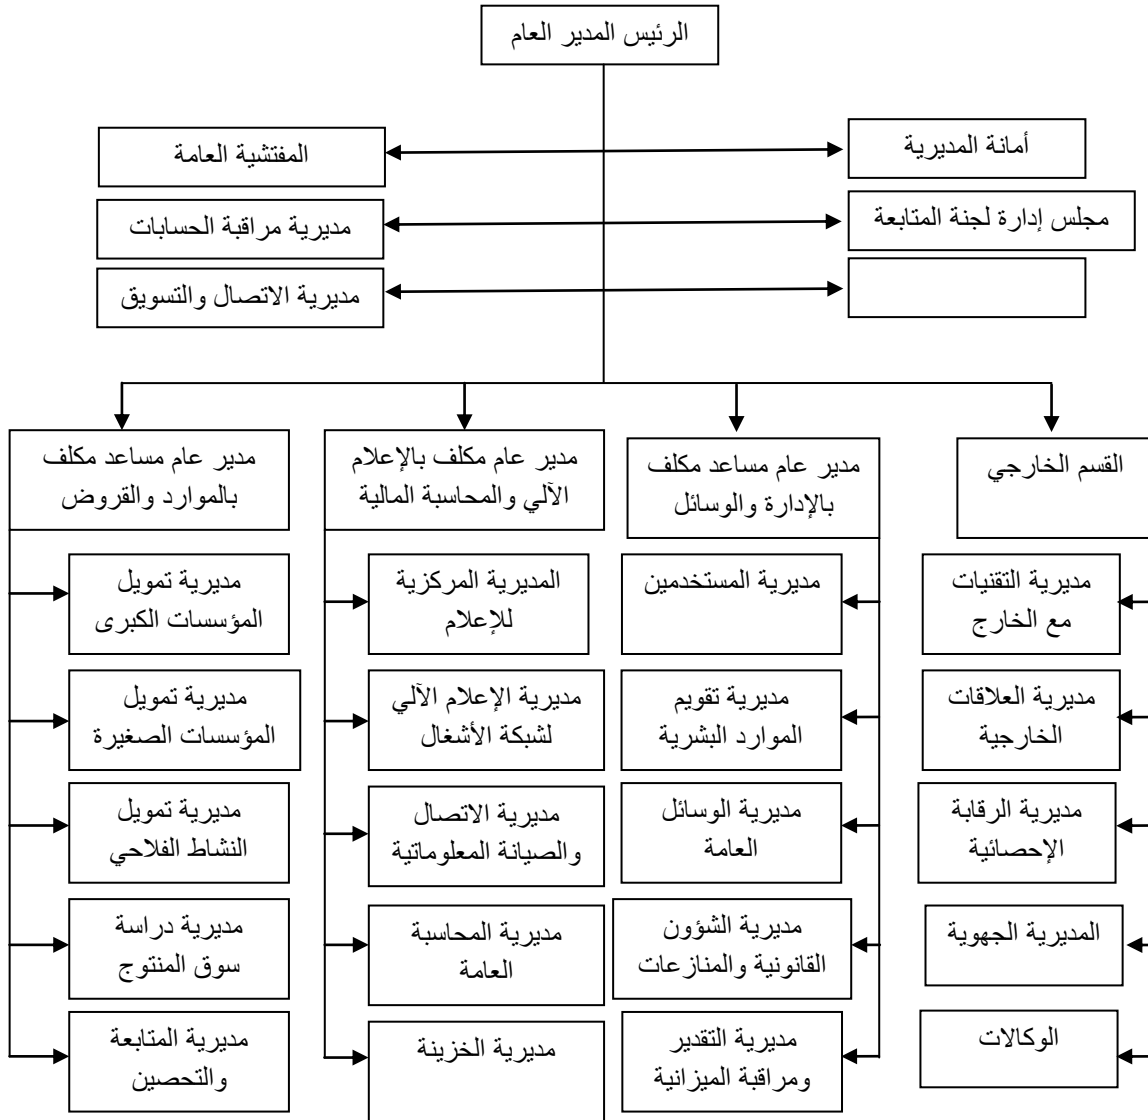 الرئيس المدير العام
أمانة المديرية
المفتشية العامة
مجلس إدارة لجنة المتابعة
مديرية مراقبة الحسابات
مديرية الاتصال والتسويق
القسم الخارجي
مدير عام مساعد مكلف
بالإدارة والوسائل
مدير عام مكلف بالإعلام
الآلي والمحاسبة المالية
مدير عام مساعد مكلف
بالموارد والقروض
مديرية التقنيات
مع الخارج
مديرية العلاقات
الخارجية
مديرية الرقابة
الإحصائية
المديرية الجهوية
الوكالات
مديرية المستخدمين
مديرية تقويم
الموارد البشرية
مديرية الوسائل
العامة
مديرية الشؤون
القانونية والمنازعات
مديرية التقدير
ومراقبة الميزانية
المديرية المركزية
للإعلام
مديرية الإعلام الآلي
لشبكة الأشغال
مديرية الاتصال
والصيانة المعلوماتية
مديرية المحاسبة
العامة
مديرية الخزينة
مديرية تمويل
المؤسسات الكبرى
مديرية تمويل
المؤسسات الصغيرة
مديرية تمويل
النشاط الفلاحي
مديرية دراسة
سوق المنتوج
مديرية المتابعة
والتحصين